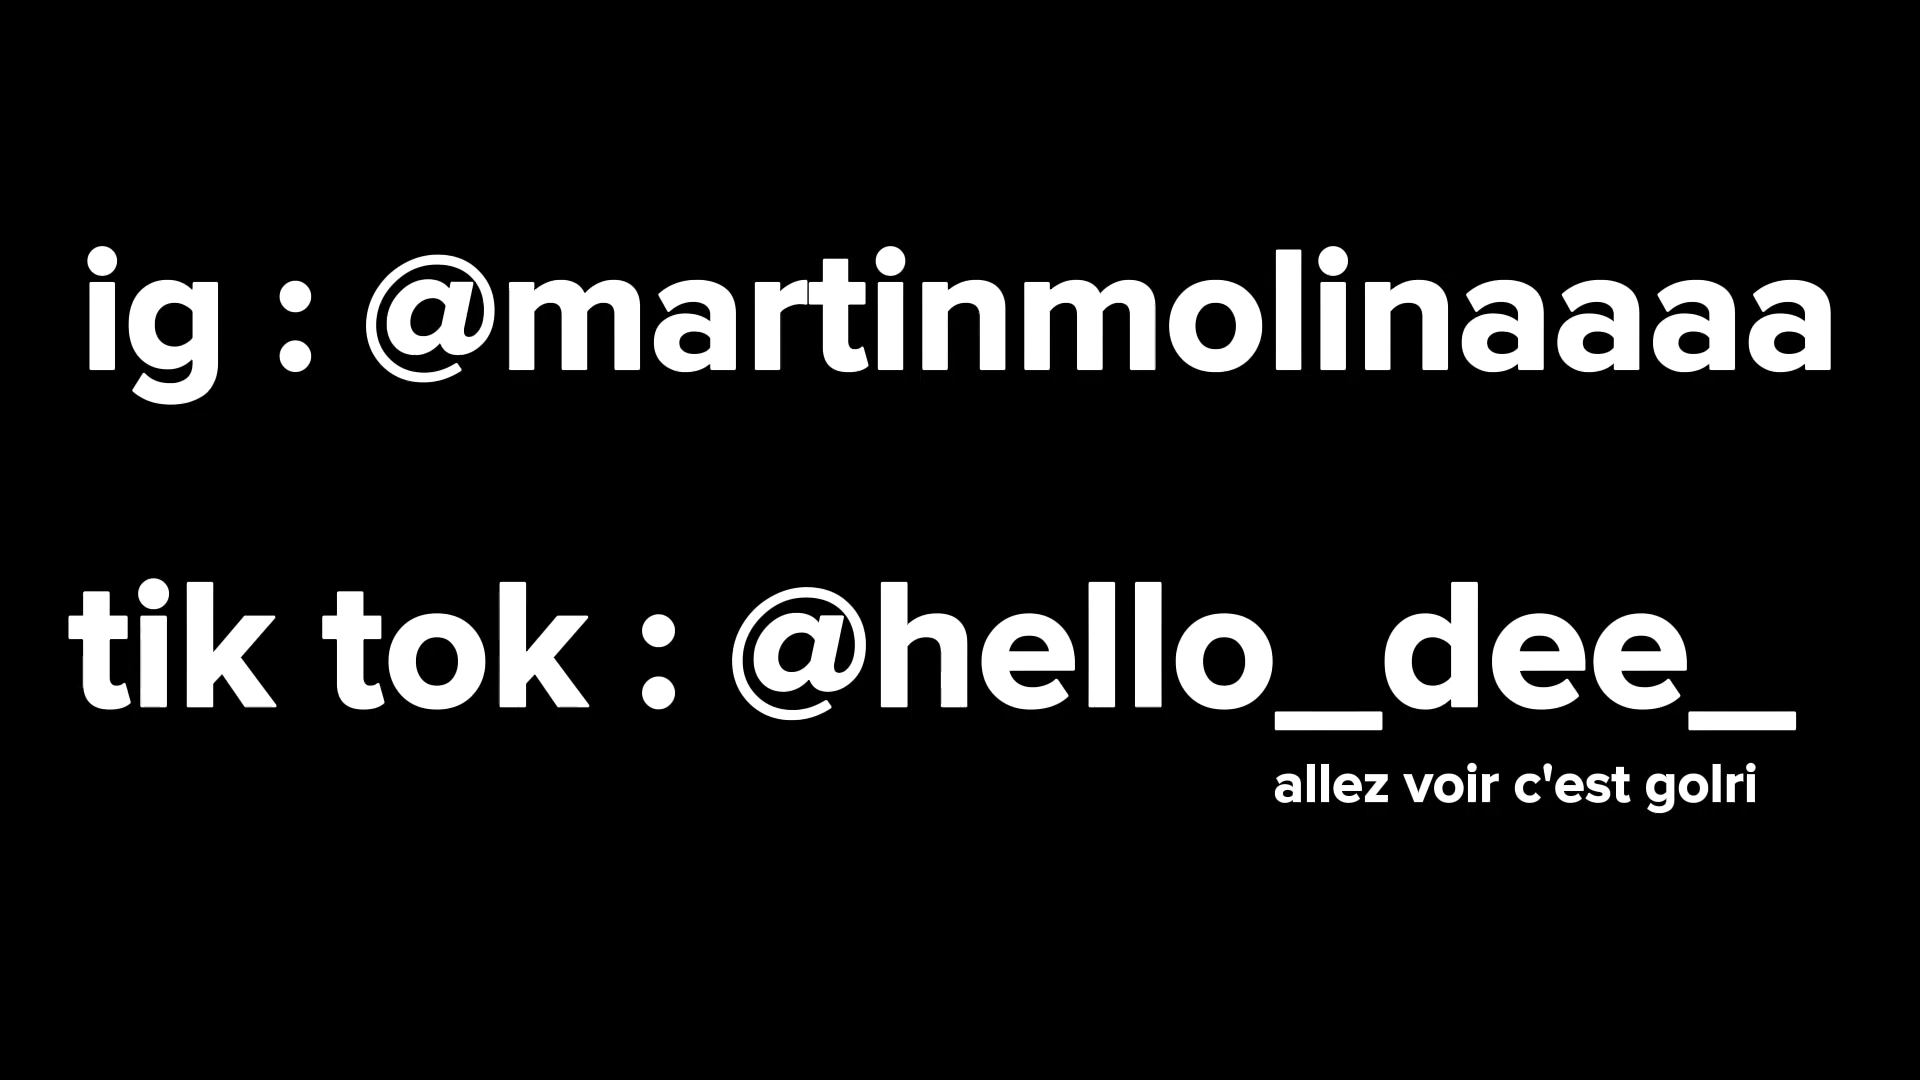 ig : @martinmolinaaaa
tik tok : @hello_dee_
allez voir c'est golri